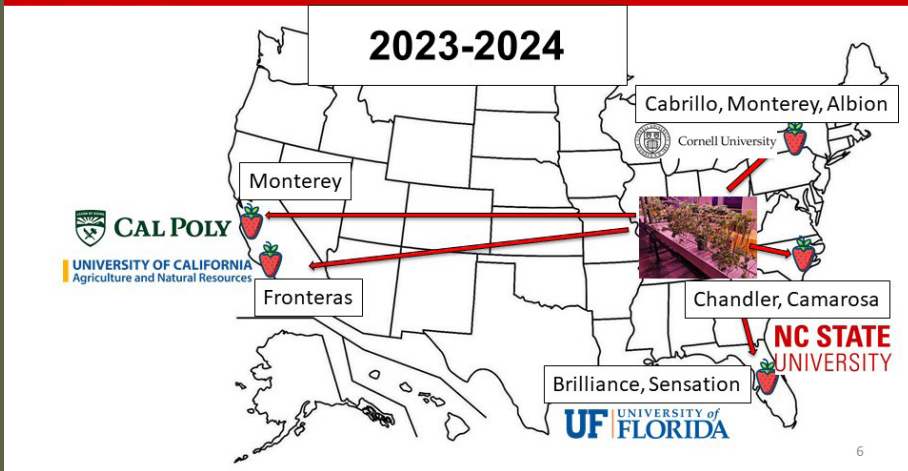 2023-2024
Cabrillo, Monterey, Albion
Cornell University
Monterey
CAL POLY
UNIVERSITY OF CALIFORNIA
Agriculture and Natural Resources
Fronteras
Chandler, Camarosa
NC STATE
UNIVERSITY
Brilliance, Sensation
UF
UNIVERSITY of
FLORIDA
6